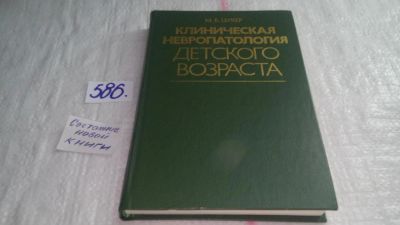 М. Б. ЦУКЕР
КЛИНИЧЕСКАЯ
НЕВРОПАТОЛОГИЯ
ДЕТСКОГО
ВОЗРАСТА
586.
Состояние
новой
книги